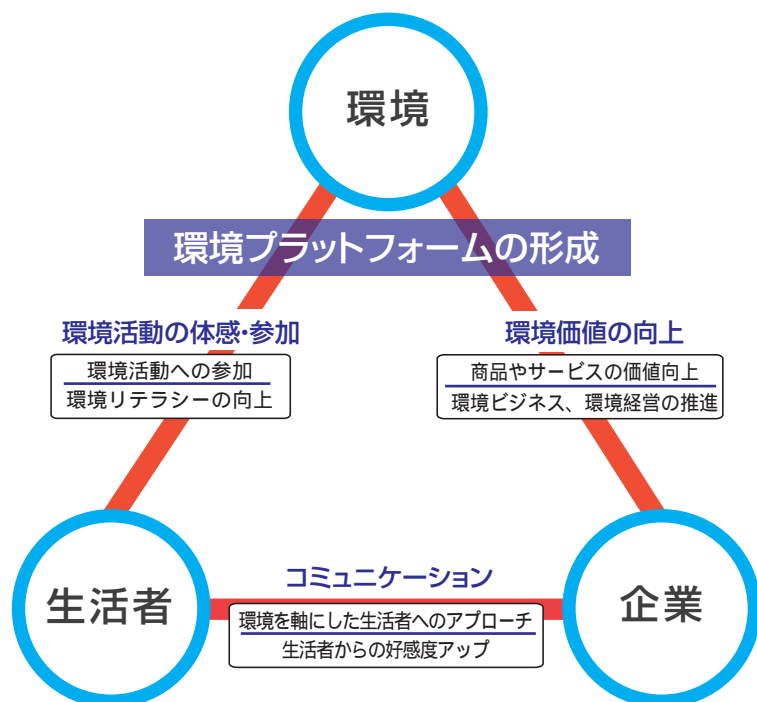 環境
環境プラットフォームの形成
環境活動の体感・参加
環境活動への参加
環境リテラシーの向上
環境価値の向上
商品やサービスの価値向上
環境ビジネス、環境経営の推進
生活者
コミュニケーション
環境を軸にした生活者へのアプローチ
生活者からの好感度アップ
企業